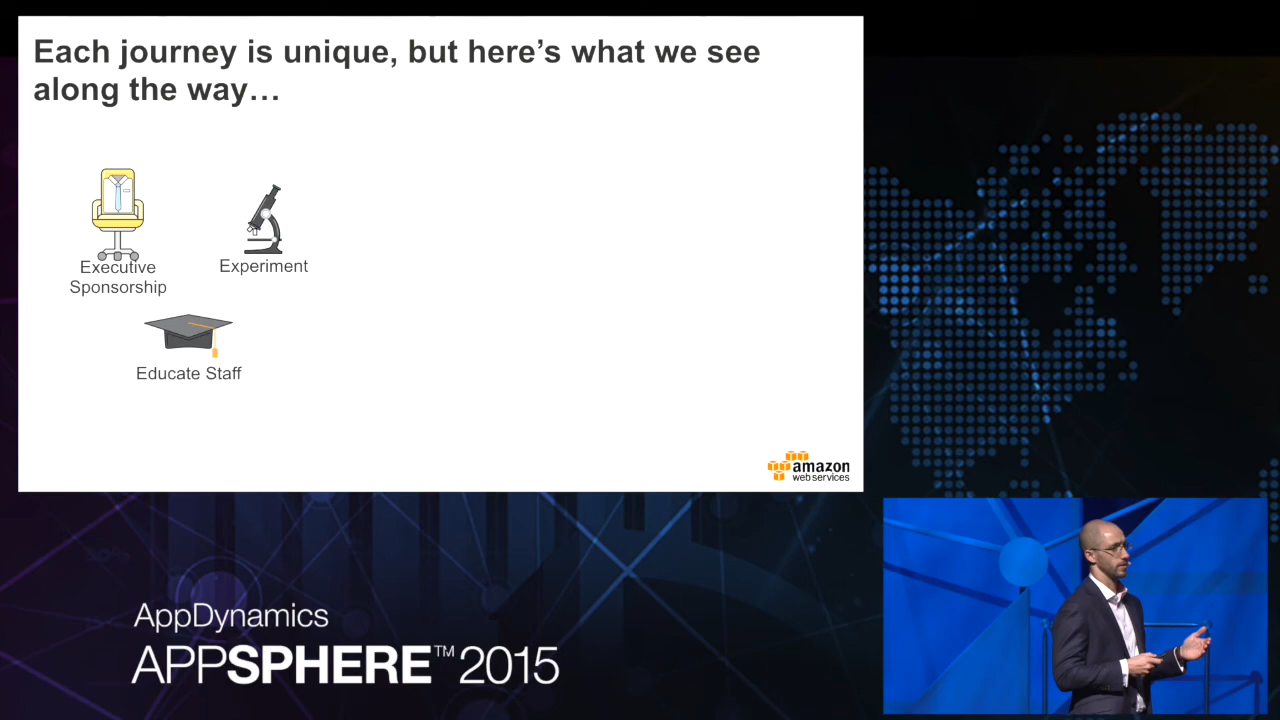 Each journey is unique, but here's what we see
along the way…
Executive
Sponsorship
Experiment
Educate Staff
amazon
web services
AppDynamics
APPSPHERE™ 2015